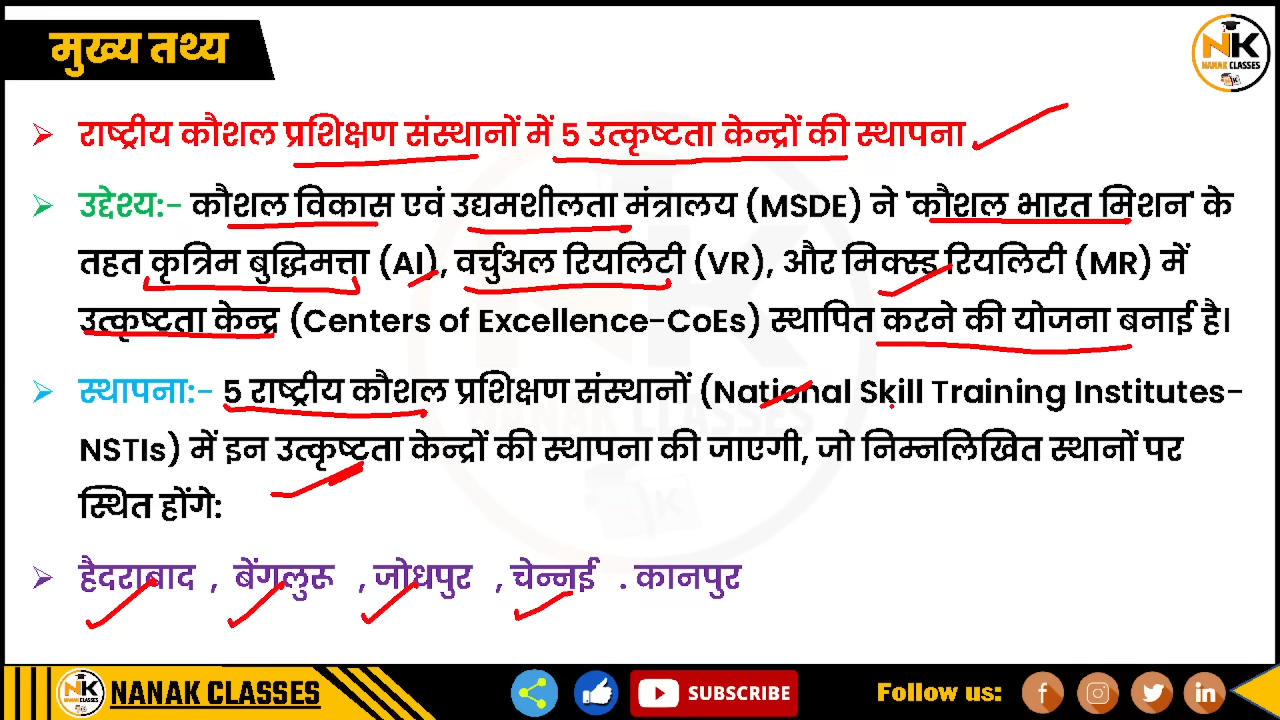 मुख्य तथ्य
NK
NANAK CLASSES
राष्ट्रीय कौशल प्रशिक्षण संस्थानों में 5 उत्कृष्टता केन्द्रों की स्थापना
उद्देश्य:- कौशल विकास एवं उद्यमशीलता मंत्रालय (MSDE) ने 'कौशल भारत मिशन' के
तहत कृत्रिम बुद्धिमत्ता (AI), वर्चुअल रियलिटी (VR), और मिक्स्ड रियलिटी (MR) में
उत्कृष्टता केन्द्र (Centers of Excellence-CoEs) स्थापित करने की योजना बनाई है।
स्थापना:- 5 राष्ट्रीय कौशल प्रशिक्षण संस्थानों (National Skill Training Institutes-
NSTIs) में इन उत्कृष्टता केन्द्रों की स्थापना की जाएगी, जो निम्नलिखित स्थानों पर
स्थित होंगे:
हैदराबाद , बेंगलुरू , जोधपुर , चेन्नई . कानपुर
NK NANAK CLASSES SUBSCRIBE Follow us: